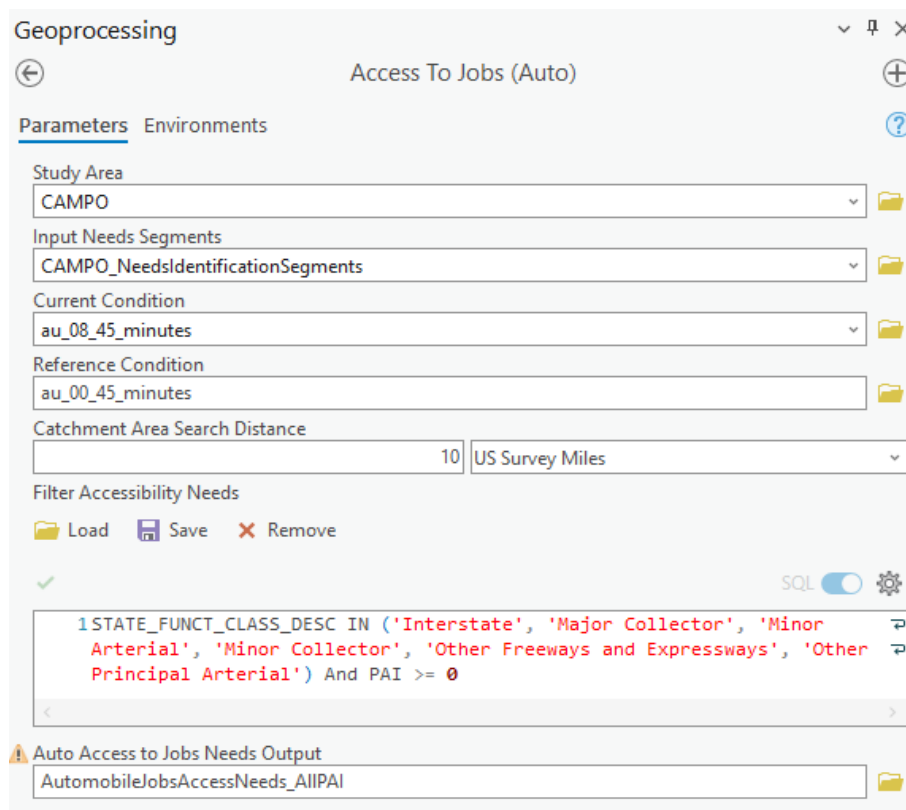 Geoprocessing
Access To Jobs (Auto)
Parameters Environments
Study Area
CAMPO
Input Needs Segments
CAMPO_NeedsIdentificationSegments
Current Condition
au_08_45_minutes
Reference Condition
au_00_45_minutes
Catchment Area Search Distance
10 US Survey Miles
Filter Accessibility Needs
Load Save Remove
SQL
1 STATE_FUNCT_CLASS_DESC IN ('Interstate', 'Major Collector', 'Minor
Arterial', 'Minor Collector', 'Other Freeways and Expressways', 'Other
Principal Arterial') And PAI >= 0
Auto Access to Jobs Needs Output
AutomobileJobsAccessNeeds_AllPAI